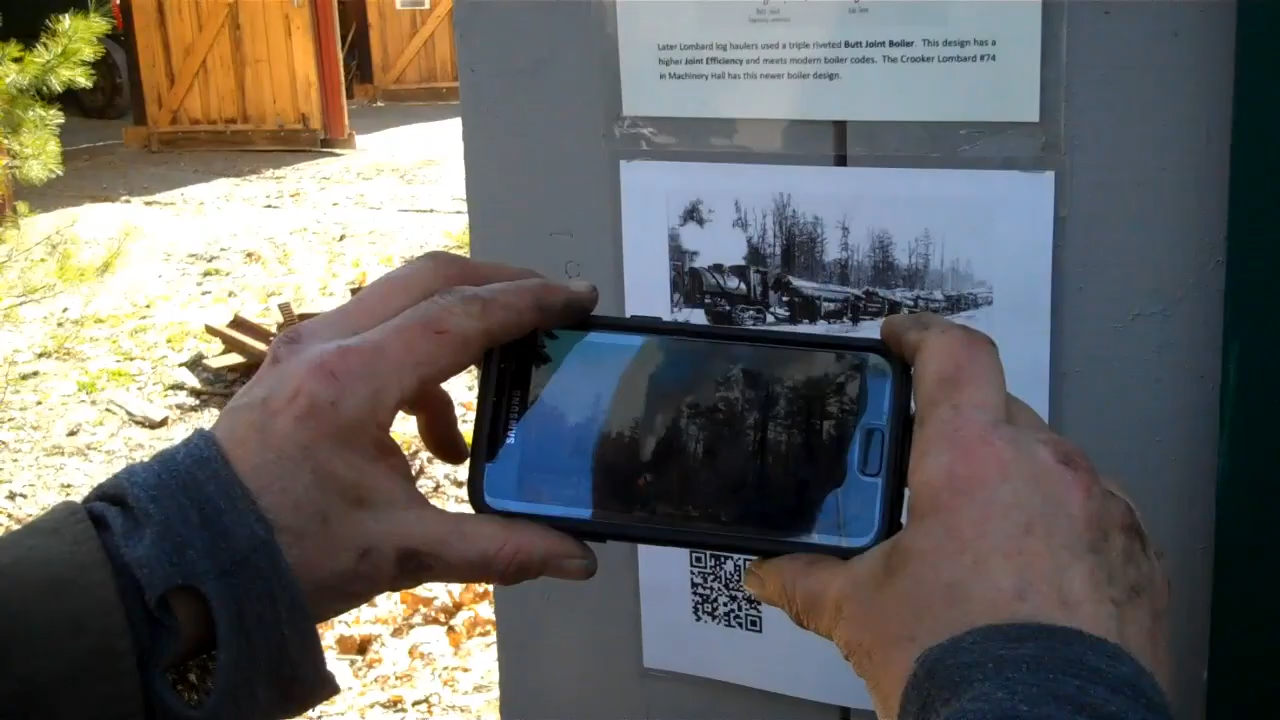 Later Lombard log haulers used a triple riveted Butt Joint Boiler. This design has a
higher Joint Efficiency and meets modern boiler codes. The Crooker Lombard #74
in Machinery Hall has this newer boiler design.
SAMSUNG